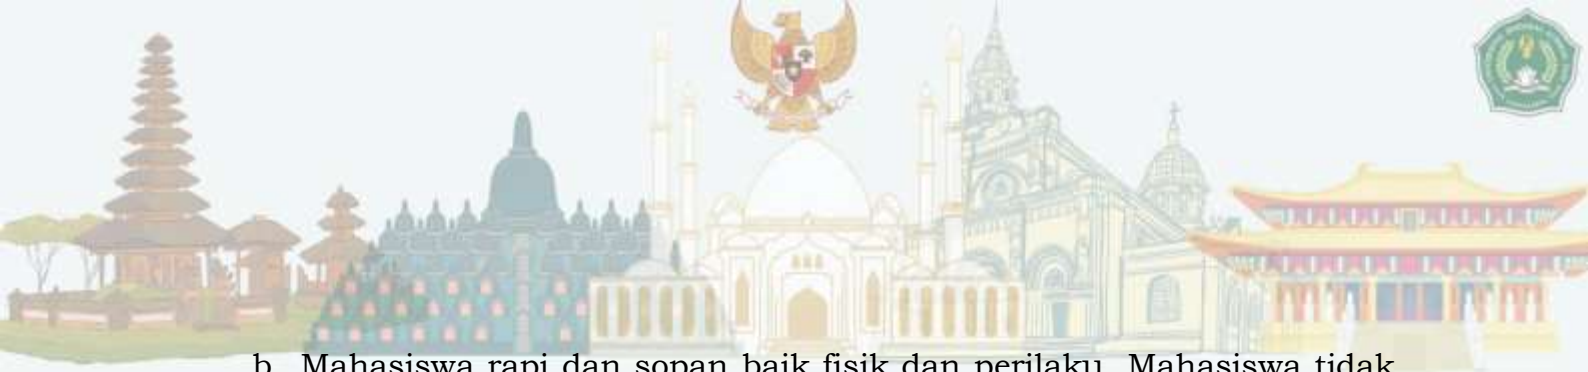 b. Mahasiswa rapi dan sopan baik fisik dan perilaku. Mahasiswa tidak